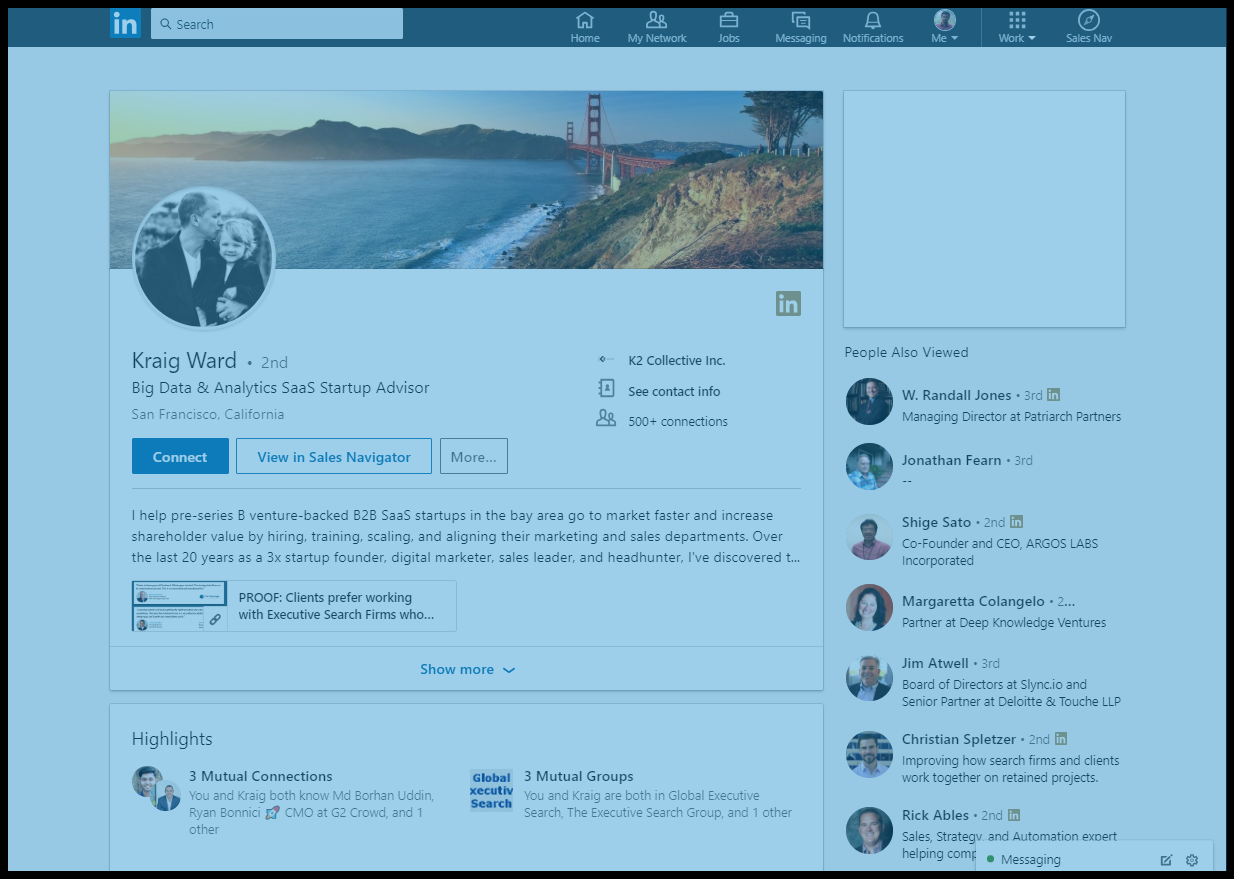 in
Search
Home
My Network
Jobs
Messaging
Notifications
Me
Work
Sales Nav
in
Kraig Ward • 2nd
Big Data & Analytics SaaS Startup Advisor
San Francisco, California
K2 Collective Inc.
See contact info
500+ connections
Connect
View in Sales Navigator
More...
I help pre-series B venture-backed B2B SaaS startups in the bay area go to market faster and increase
shareholder value by hiring, training, scaling, and aligning their marketing and sales departments. Over
the last 20 years as a 3x startup founder, digital marketer, sales leader, and headhunter, I've discovered t...
PROOF: Clients prefer working
with Executive Search Firms who...
Show more
Highlights
3 Mutual Connections
You and Kraig both know Md Borhan Uddin,
Ryan Bonnici 🚀 CMO at G2 Crowd, and 1
other
Global
xecutiv
Search
3 Mutual Groups
You and Kraig are both in Global Executive
Search, The Executive Search Group, and 1 other
People Also Viewed
W. Randall Jones • 3rd in
Managing Director at Patriarch Partners
Jonathan Fearn • 3rd
--
Shige Sato • 2nd in
Co-Founder and CEO, ARGOS LABS
Incorporated
Margaretta Colangelo • 2...
Partner at Deep Knowledge Ventures
Jim Atwell • 3rd
Board of Directors at Slync.io and
Senior Partner at Deloitte & Touche LLP
Christian Spletzer • 2nd in
Improving how search firms and clients
work together on retained projects.
Rick Ables • 2nd in
Sales, Strategy, and Automation expert
helping comp
Messaging